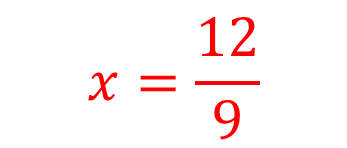 x = 12/9